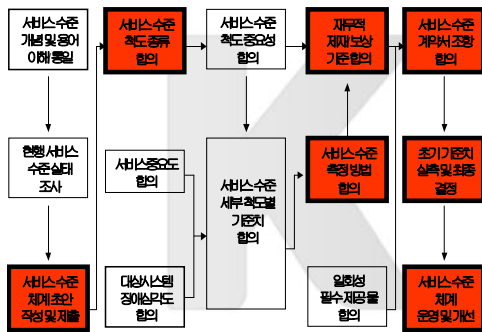 서비스 수준
개념 및 용어
이해 통일
서비스 수준
척도 종류
합의
서비스 수준
척도 중요성
합의
재무적
제재/보상
기준 합의
서비스 수준
계약서 조항
합의
현행 서비스
수준 실태
조사
서비스 중요도
합의
서비스 수준
세부 척도별
기준치
합의
서비스 수준
측정 방법
합의
초기 기준치
실측 및 최종
결정
서비스 수준
체계 초안
작성 및 제출
대상시스템
장애심각도
합의
일회성
필수 제공물
합의
서비스 수준
체계
운영 및 개선